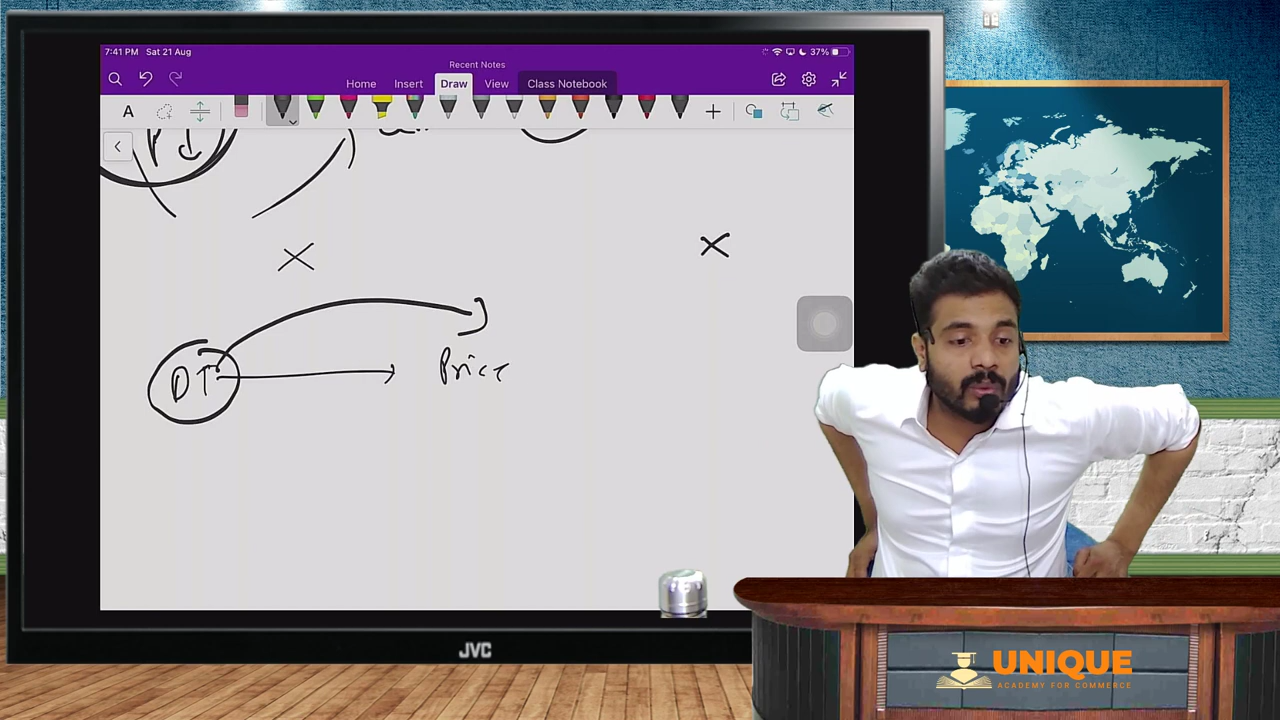 7:41 PM Sat 21 Aug
37%
Recent Notes
Home Insert Draw View Class Notebook
A
P ↓
X
X
D↑ → Price
JVC
UNIQUE
ACADEMY FOR COMMERCE